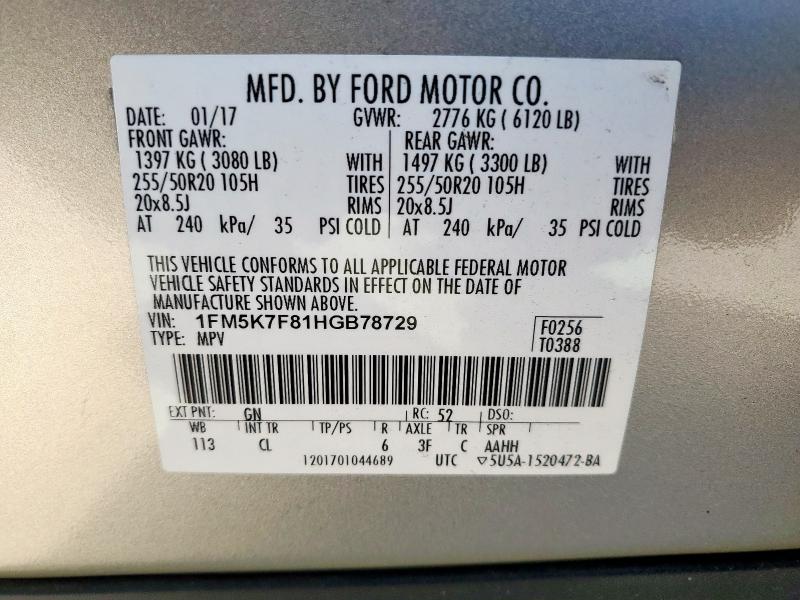 MFD. BY FORD MOTOR CO.
DATE: 01/17 GVWR: 2776 KG ( 6120 LB)
FRONT GAWR: REAR GAWR:
1397 KG ( 3080 LB) WITH 1497 KG ( 3300 LB) WITH
255/50R20 105H TIRES 255/50R20 105H TIRES
20x8.5J RIMS 20x8.5J RIMS
AT 240 kPa/ 35 PSI COLD AT 240 kPa/ 35 PSI COLD
THIS VEHICLE CONFORMS TO ALL APPLICABLE FEDERAL MOTOR
VEHICLE SAFETY STANDARDS IN EFFECT ON THE DATE OF
MANUFACTURE SHOWN ABOVE.
VIN: 1FM5K7F81HGB78729 F0256
TYPE: MPV T0388
EXT PNT: GN RC: 52 DSO:
WB INT TR TP/PS R AXLE TR SPR
113 CL 6 3F C AAHH
1201701044689 UTC ▽5U5A-1520472-BA